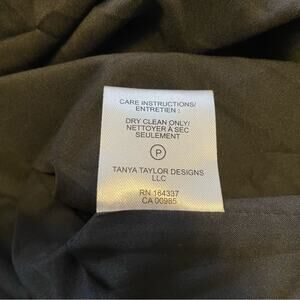 CARE INSTRUCTIONS/
ENTRETIEN :
DRY CLEAN ONLY/
NETTOYER À SEC
SEULEMENT
P
TANYA TAYLOR DESIGNS
LLC
RN 164337
CA 00985